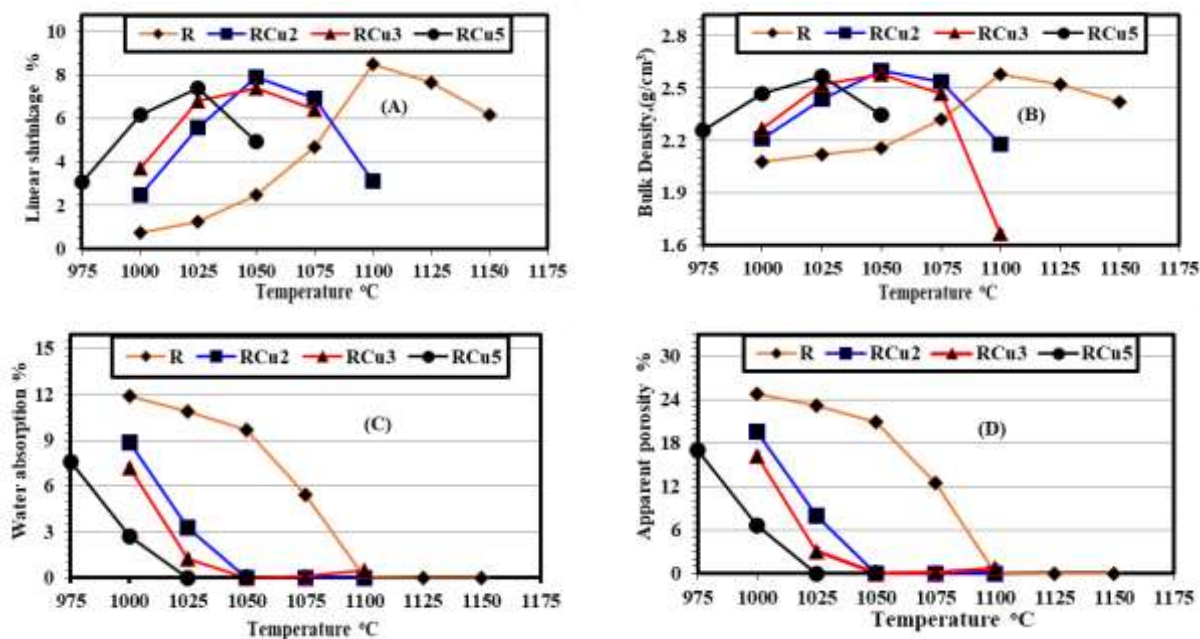 R RCu2 RCu3 RCu5
10
8
6
4
2
0
Linear shrinkage %
(A)
975 1000 1025 1050 1075 1100 1125 1150 1175
Temperature °C
R RCu2 RCu3 RCu5
2.8
2.5
2.2
1.9
1.6
Bulk Density,(g/cm³)
(B)
975 1000 1025 1050 1075 1100 1125 1150 1175
Temperature °C
R RCu2 RCu3 RCu5
15
12
9
6
3
0
Water absorption %
(C)
975 1000 1025 1050 1075 1100 1125 1150 1175
Temperature °C
R RCu2 RCu3 RCu5
30
24
18
12
6
0
Apparent porosity %
(D)
975 1000 1025 1050 1075 1100 1125 1150 1175
Temperature °C